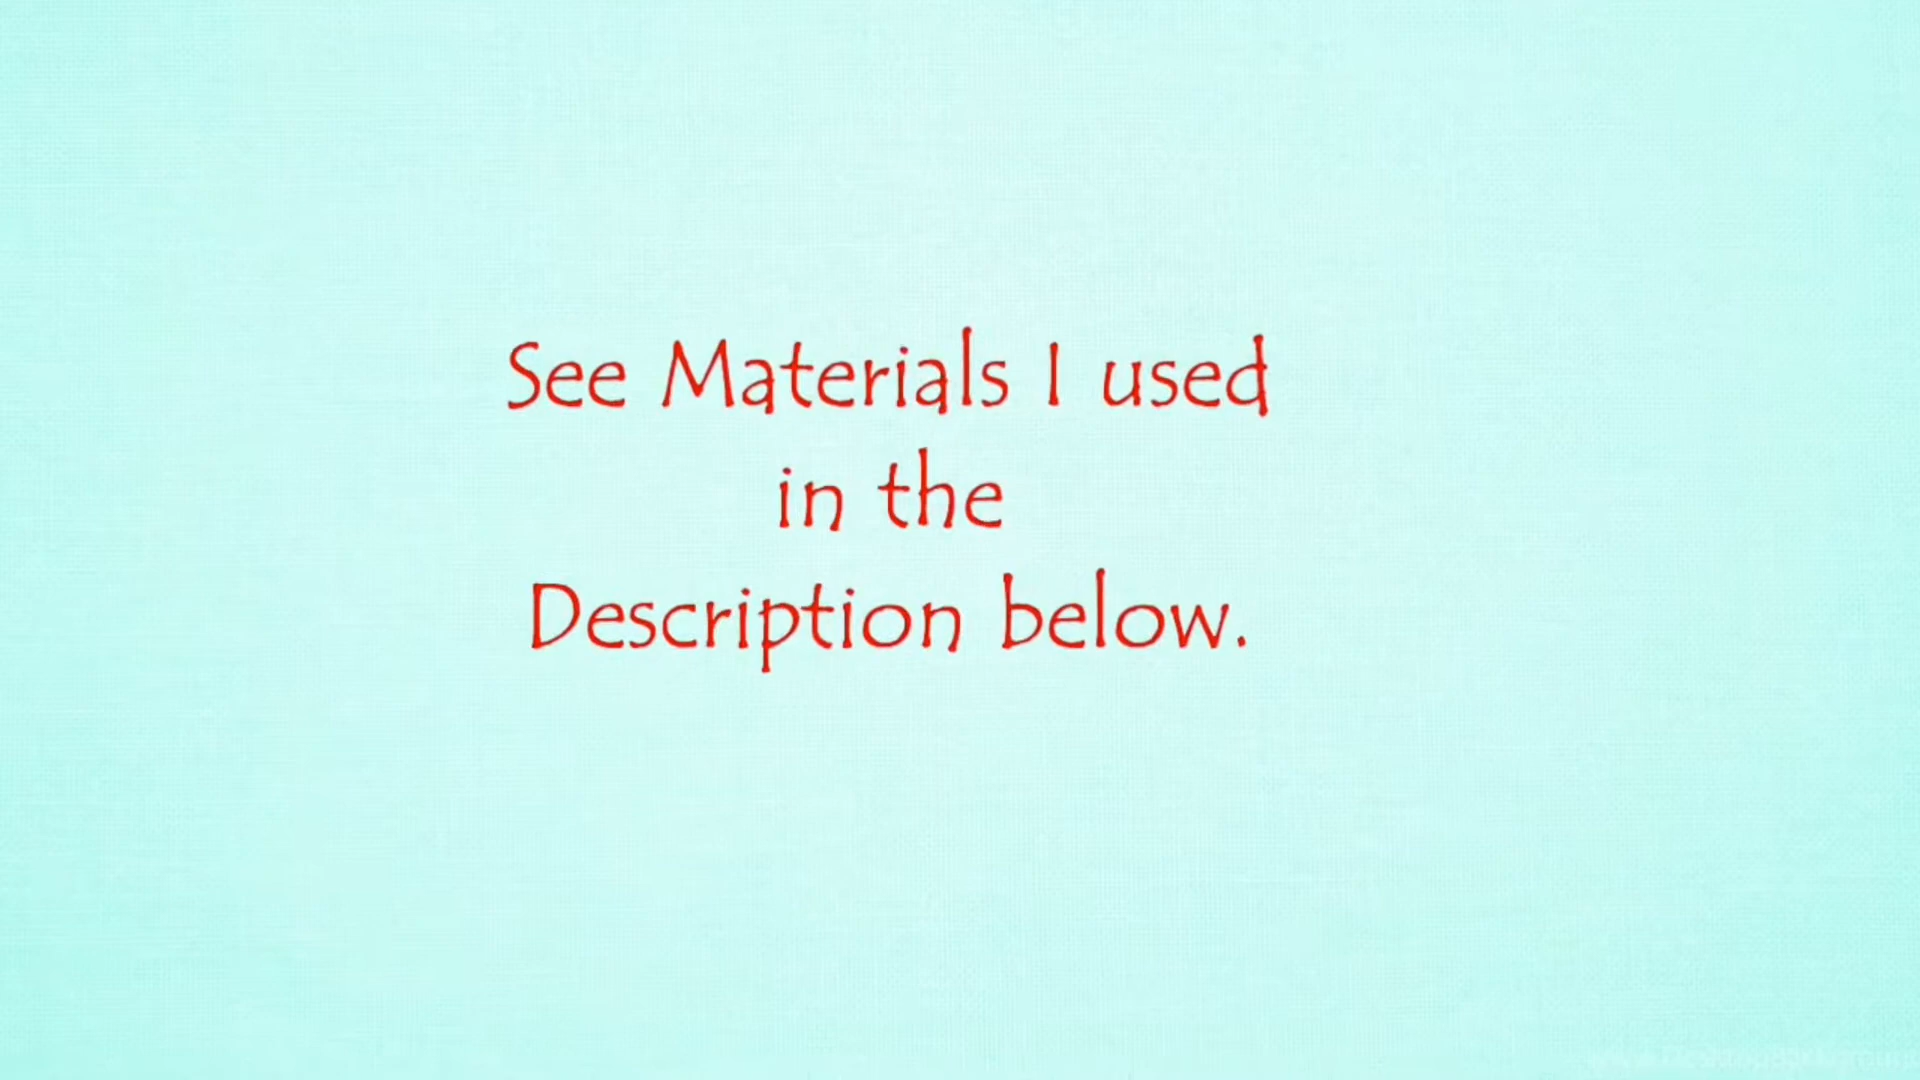 See Materials I used
in the
Description below.